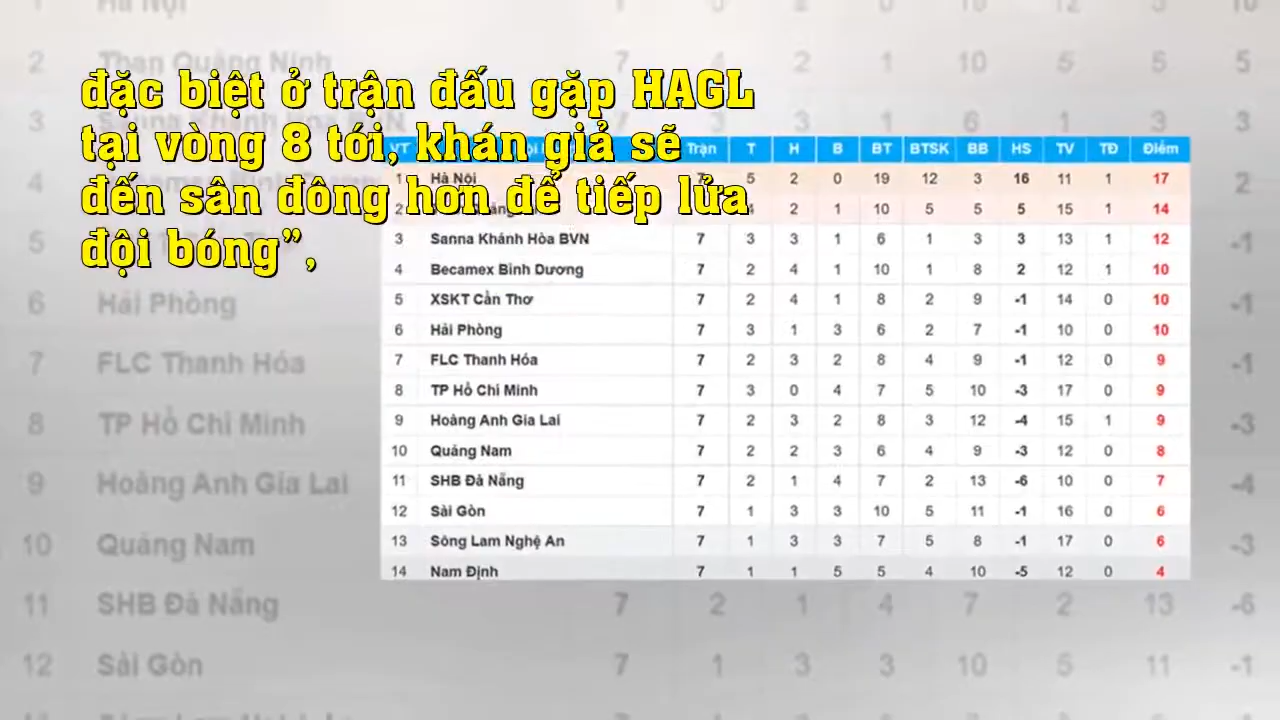 đặc biệt ở trận đấu gặp HAGL
tại vòng 8 tới, khán giả sẽ
đến sân đông hơn để tiếp lửa
đội bóng”,
VT Trận T H B BT BTSK BB HS TV TĐ Điểm
1 Hà Nội 7 5 2 0 19 12 3 16 11 1 17
2 2 1 10 5 5 5 15 1 14
3 Sanna Khánh Hòa BVN 7 3 3 1 6 1 3 3 13 1 12
4 Becamex Bình Dương 7 2 4 1 10 1 8 2 12 1 10
5 XSKT Cần Thơ 7 2 4 1 8 2 9 -1 14 0 10
6 Hải Phòng 7 3 1 3 6 2 7 -1 10 0 10
7 FLC Thanh Hóa 7 2 3 2 8 4 9 -1 12 0 9
8 TP Hồ Chí Minh 7 3 0 4 7 5 10 -3 17 0 9
9 Hoàng Anh Gia Lai 7 2 3 2 8 3 12 -4 15 1 9
10 Quảng Nam 7 2 2 3 6 4 9 -3 12 0 8
11 SHB Đà Nẵng 7 2 1 4 7 2 13 -6 10 0 7
12 Sài Gòn 7 1 3 3 10 5 11 -1 16 0 6
13 Sông Lam Nghệ An 7 1 3 3 7 5 8 -1 17 0 6
14 Nam Định 7 1 1 5 5 4 10 -5 12 0 4
2 Than Quảng Ninh 7 4 2 1 10 5 5 5
3 Sanna Khánh Hòa BVN 7 3 3 1 6 1 3 3
4 2
5 -1
6 Hải Phòng -1
7 FLC Thanh Hóa -1
8 TP Hồ Chí Minh -3
9 Hoàng Anh Gia Lai -4
10 Quảng Nam -3
11 SHB Đà Nẵng 7 2 1 4 7 2 13 -6
12 Sài Gòn 7 1 3 3 10 5 11 -1